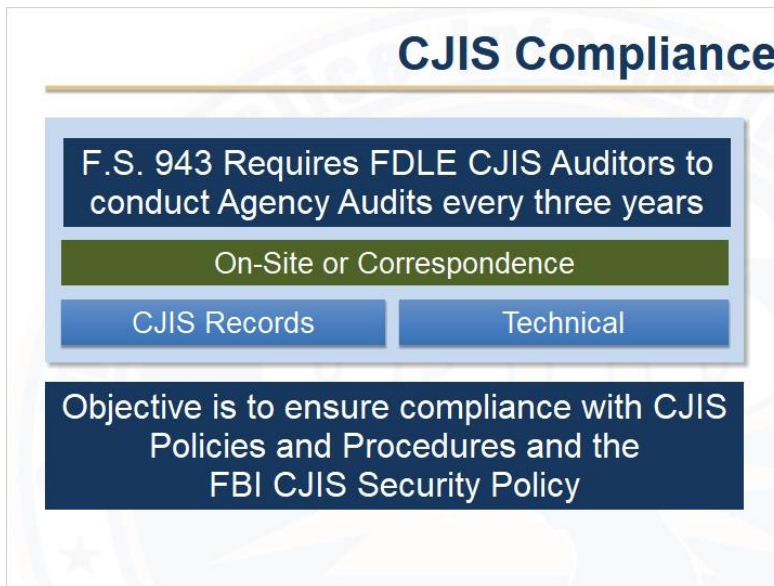 CJIS Compliance
F.S. 943 Requires FDLE CJIS Auditors to
conduct Agency Audits every three years
On-Site or Correspondence
CJIS Records
Technical
Objective is to ensure compliance with CJIS
Policies and Procedures and the
FBI CJIS Security Policy